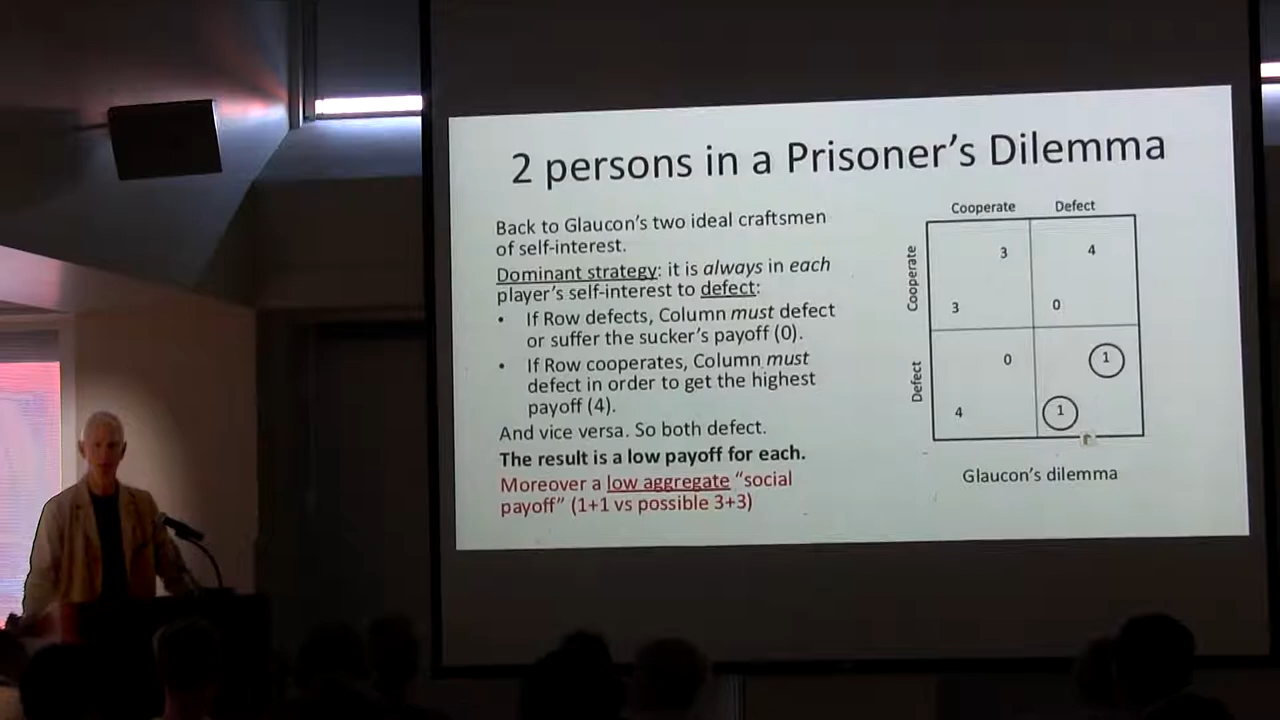 2 persons in a Prisoner's Dilemma
Back to Glaucon's two ideal craftsmen
of self-interest.
Dominant strategy: it is always in each
player's self-interest to defect:
• If Row defects, Column must defect
or suffer the sucker's payoff (0).
• If Row cooperates, Column must
defect in order to get the highest
payoff (4).
And vice versa. So both defect.
The result is a low payoff for each.
Moreover a low aggregate "social
payoff" (1+1 vs possible 3+3)
Cooperate Defect
Cooperate
3 4
3 0
Defect
0 1
4 1
Glaucon's dilemma